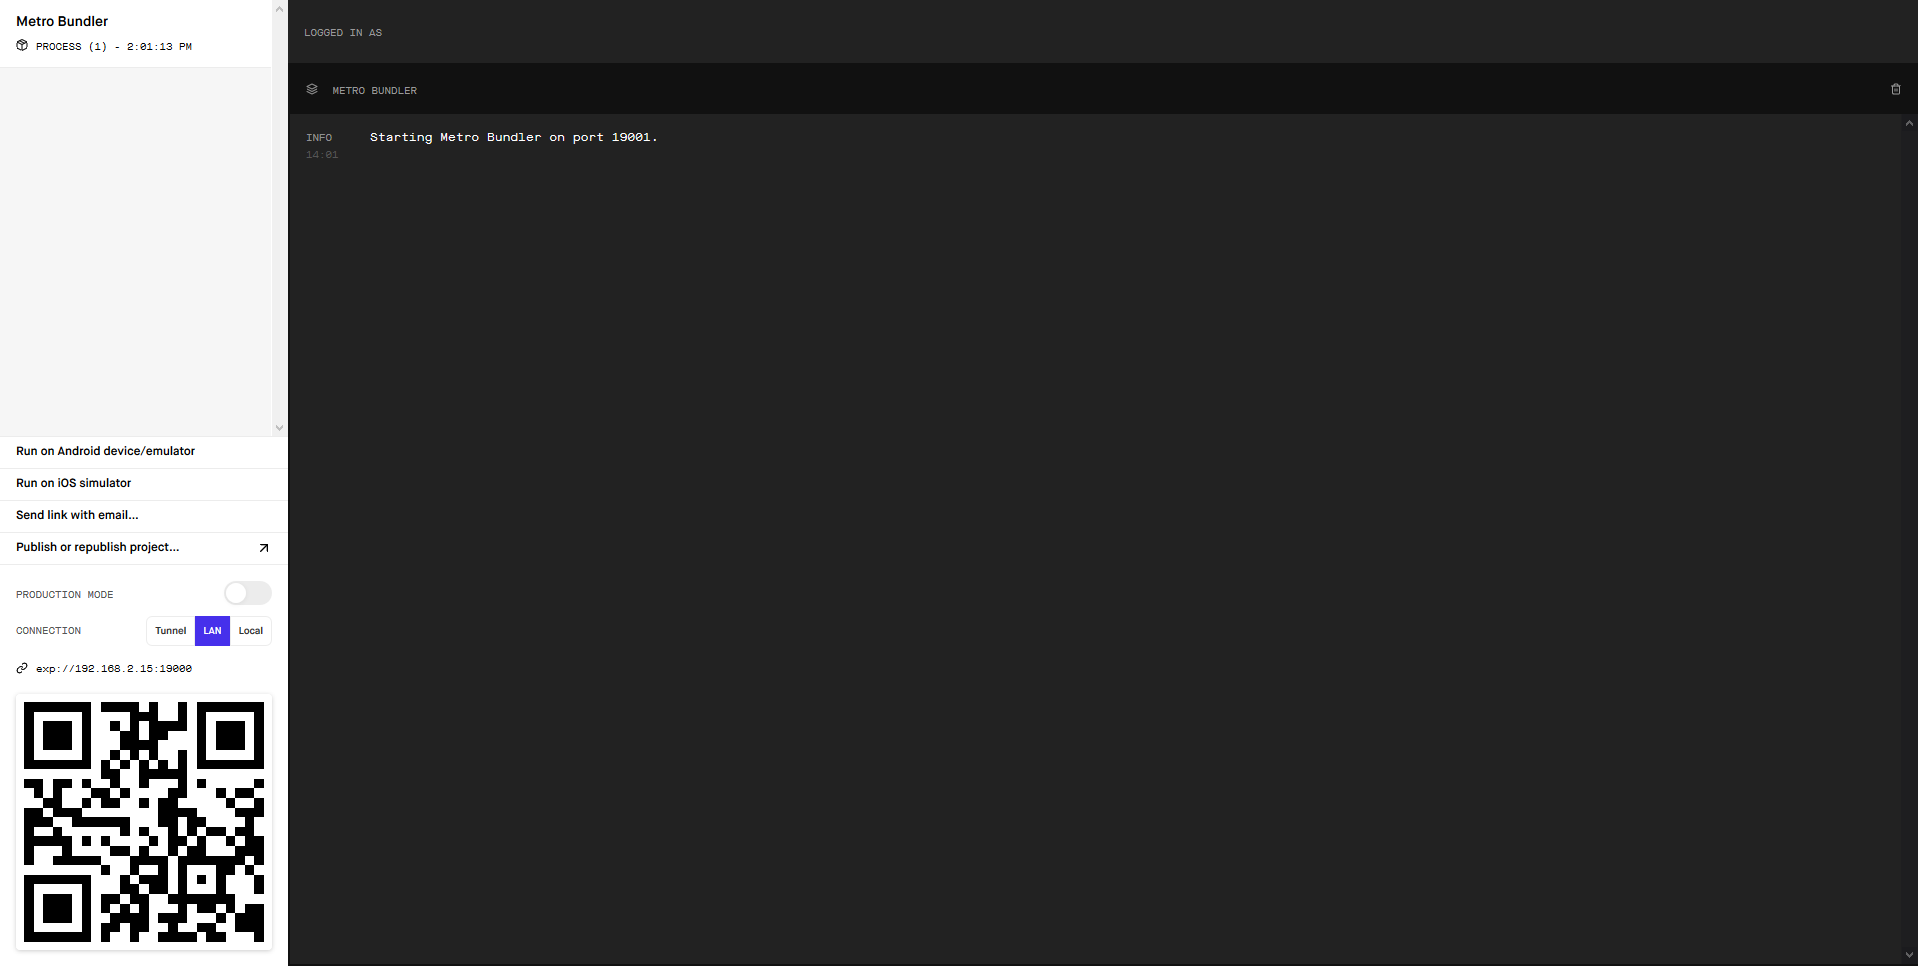 Metro Bundler
PROCESS (1) - 2:01:13 PM
Run on Android device/emulator
Run on iOS simulator
Send link with email...
Publish or republish project...
PRODUCTION MODE
CONNECTION
Tunnel LAN Local
exp://192.168.2.15:19000
LOGGED IN AS
METRO BUNDLER
INFO Starting Metro Bundler on port 19001.
14:01